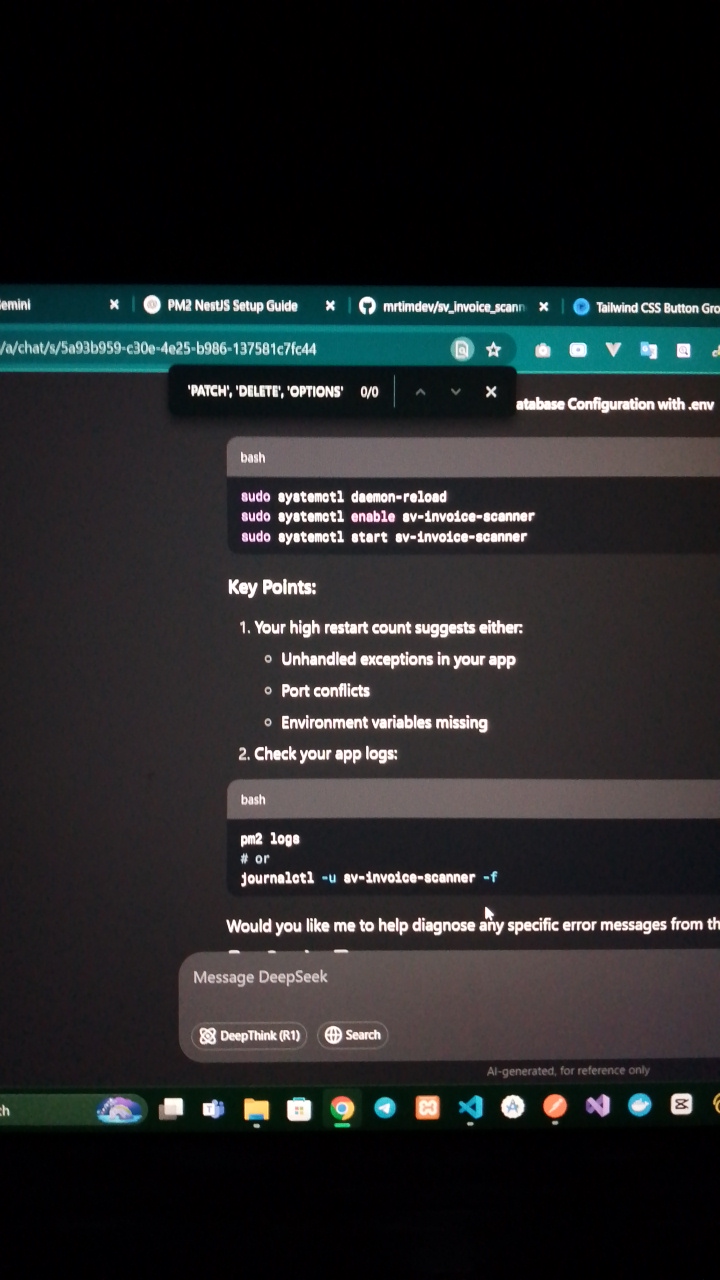 emini
PM2 NestJS Setup Guide
mrtimdev/sv_invoice_scann
Tailwind CSS Button Gro
/a/chat/s/5a93b959-c30e-4e25-b986-137581c7fc44
'PATCH', 'DELETE', 'OPTIONS' 0/0
atabase Configuration with .env
bash
sudo systemctl daemon-reload
sudo systemctl enable sv-invoice-scanner
sudo systemctl start sv-invoice-scanner
Key Points:
1. Your high restart count suggests either:
Unhandled exceptions in your app
Port conflicts
Environment variables missing
2. Check your app logs:
bash
pm2 logs
# or
journalctl -u sv-invoice-scanner -f
Would you like me to help diagnose any specific error messages from th
Message DeepSeek
DeepThink (R1)
Search
AI-generated, for reference only
ch